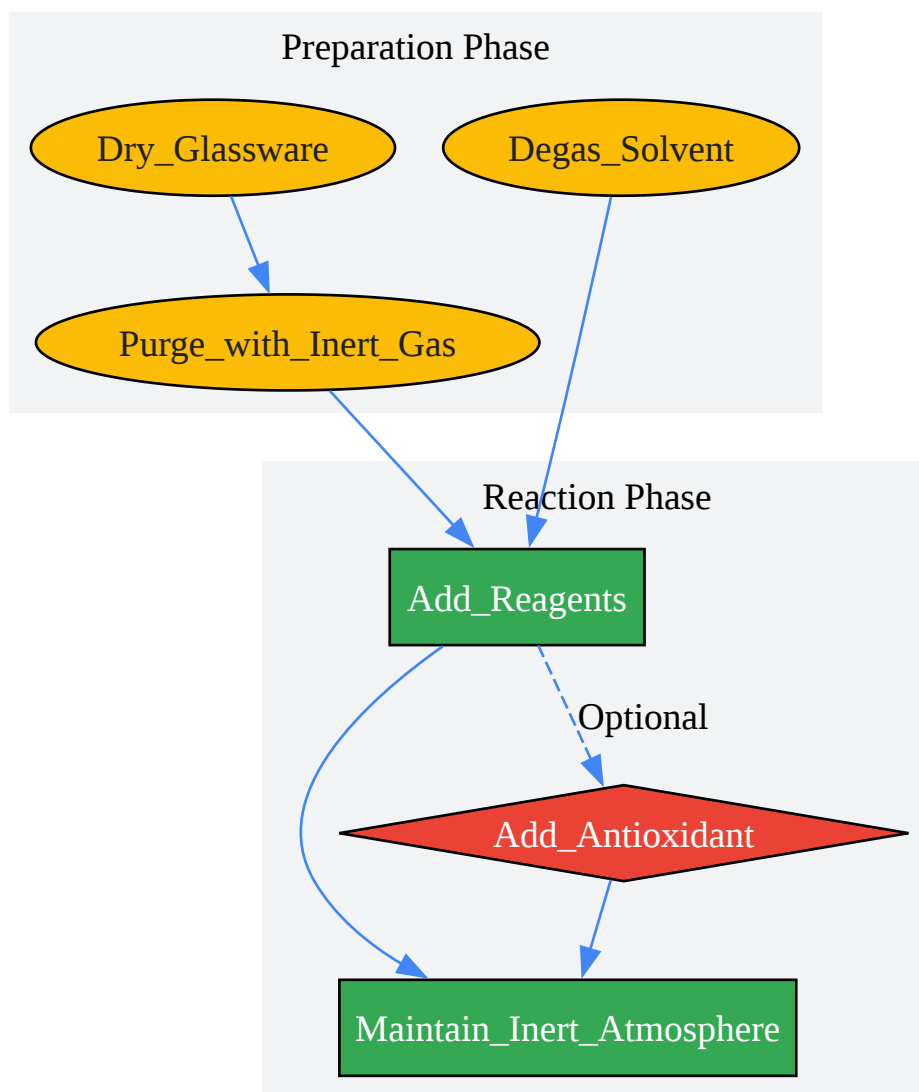 Preparation Phase
Dry_Glassware
Degas_Solvent
Purge_with_Inert_Gas
Reaction Phase
Add_Reagents
Optional
Add_Antioxidant
Maintain_Inert_Atmosphere